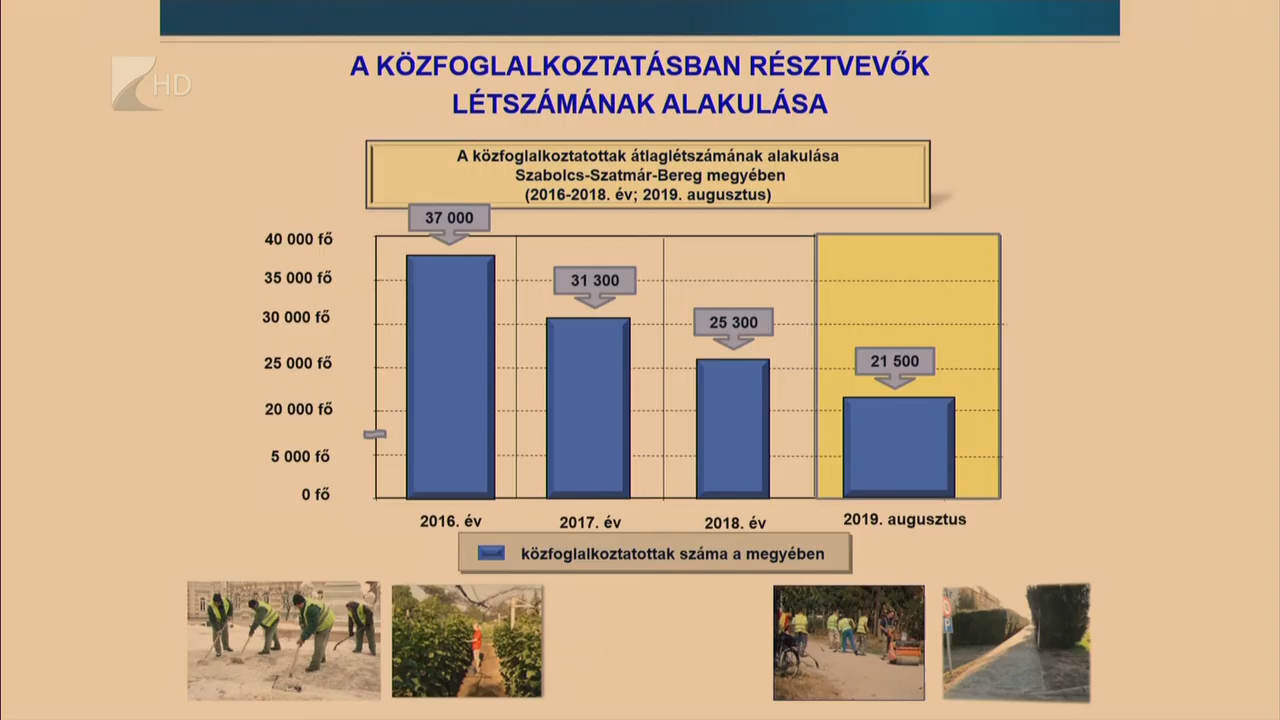 HD
A KÖZFOGLALKOZTATÁSBAN RÉSZTVEVŐK
LÉTSZÁMÁNAK ALAKULÁSA
A közfoglalkoztatottak átlaglétszámának alakulása
Szabolcs-Szatmár-Bereg megyében
(2016-2018. év; 2019. augusztus)
37 000
31 300
25 300
21 500
40 000 fő
35 000 fő
30 000 fő
25 000 fő
20 000 fő
5 000 fő
0 fő
2016. év
2017. év
2018. év
2019. augusztus
közfoglalkoztatottak száma a megyében